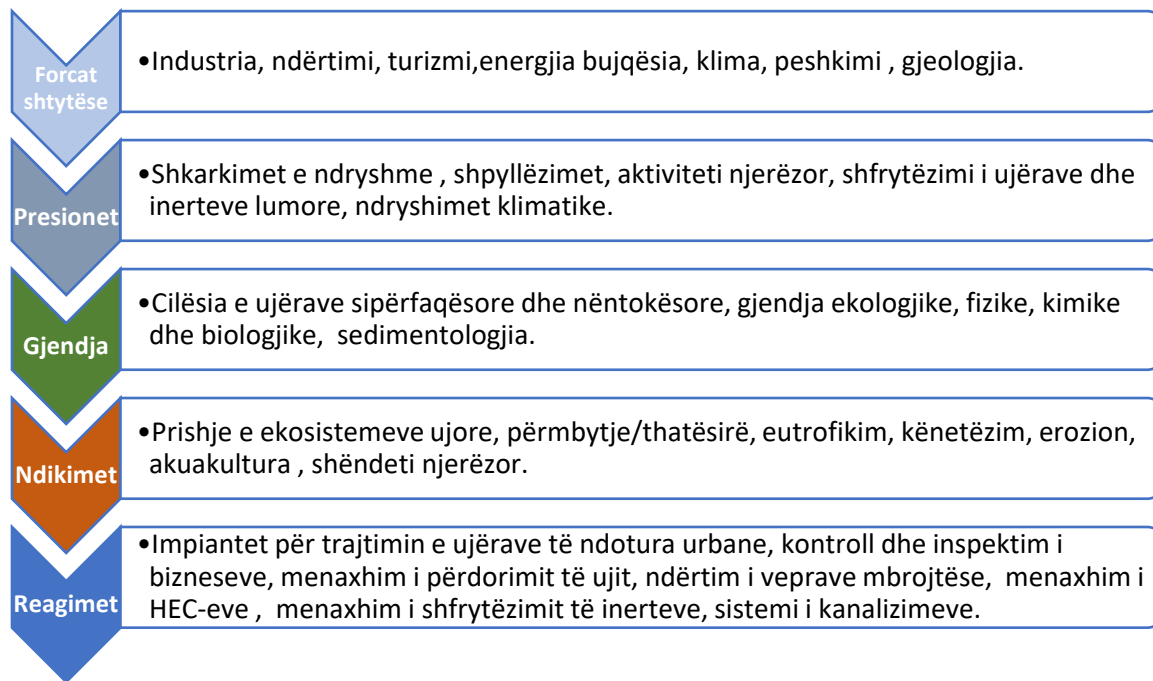 Forcat
shtytëse
•Industria, ndërtimi, turizmi,energjia bujqësia, klima, peshkimi , gjeologjia.
Presionet
•Shkarkimet e ndryshme , shpyllëzimet, aktiviteti njerëzor, shfrytëzimi i ujërave dhe
inerteve lumore, ndryshimet klimatike.
Gjendja
•Cilësia e ujërave sipërfaqësore dhe nëntokësore, gjendja ekologjike, fizike, kimike
dhe biologjike, sedimentologjia.
Ndikimet
•Prishje e ekosistemeve ujore, përmbytje/thatësirë, eutrofikim, kënetëzim, erozion,
akuakultura , shëndeti njerëzor.
Reagimet
•Impiantet për trajtimin e ujërave të ndotura urbane, kontroll dhe inspektim i
bizneseve, menaxhim i përdorimit të ujit, ndërtim i veprave mbrojtëse, menaxhim i
HEC-eve , menaxhim i shfrytëzimit të inerteve, sistemi i kanalizimeve.